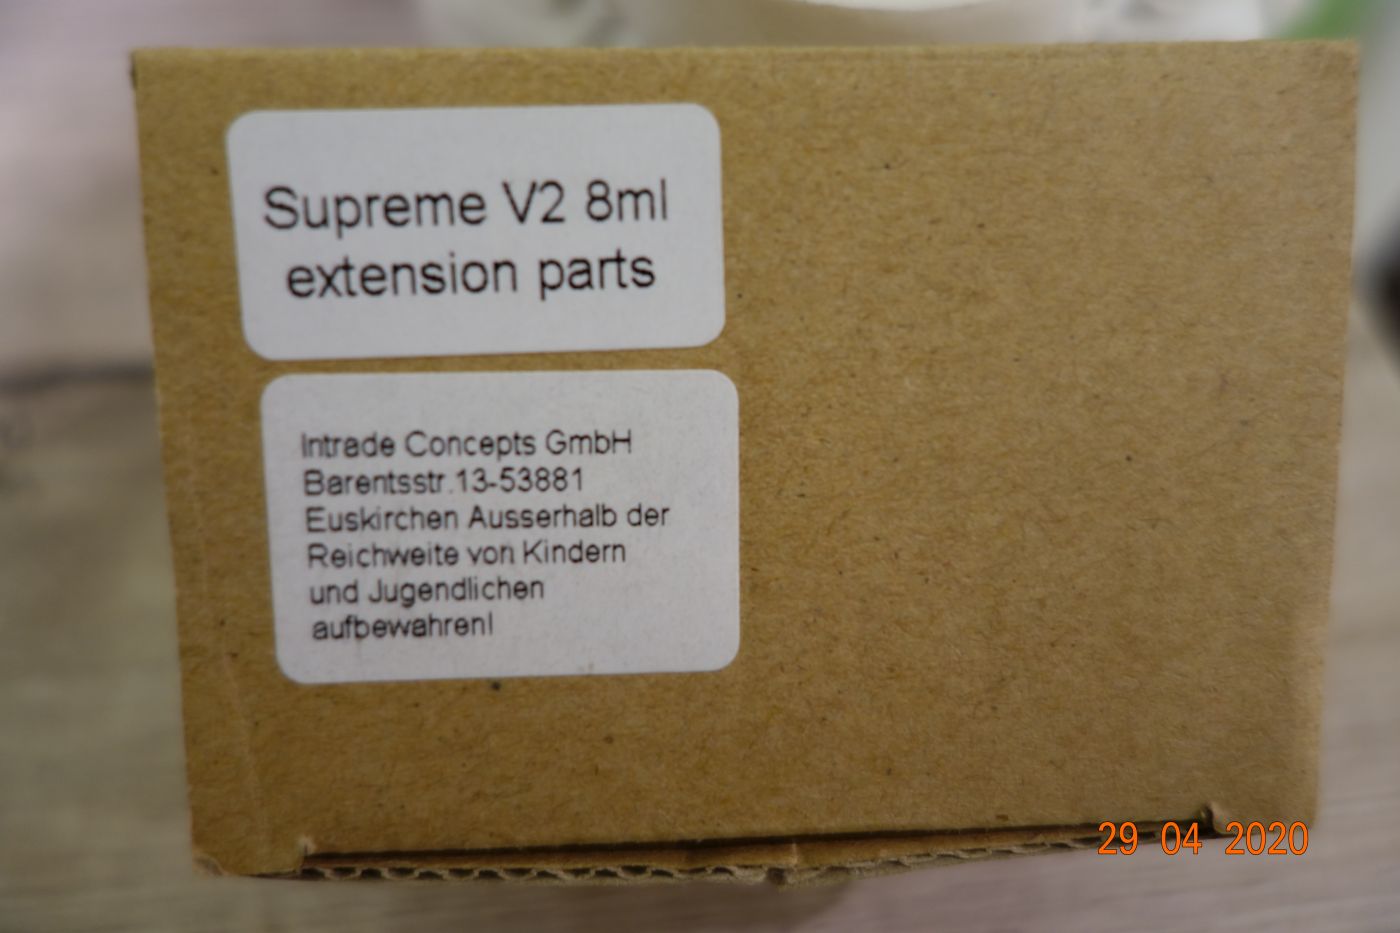 Supreme V2 8ml
extension parts
Intrade Concepts GmbH
Barentsstr.13-53881
Euskirchen Ausserhalb der
Reichweite von Kindern
und Jugendlichen
aufbewahren!
29 04 2020